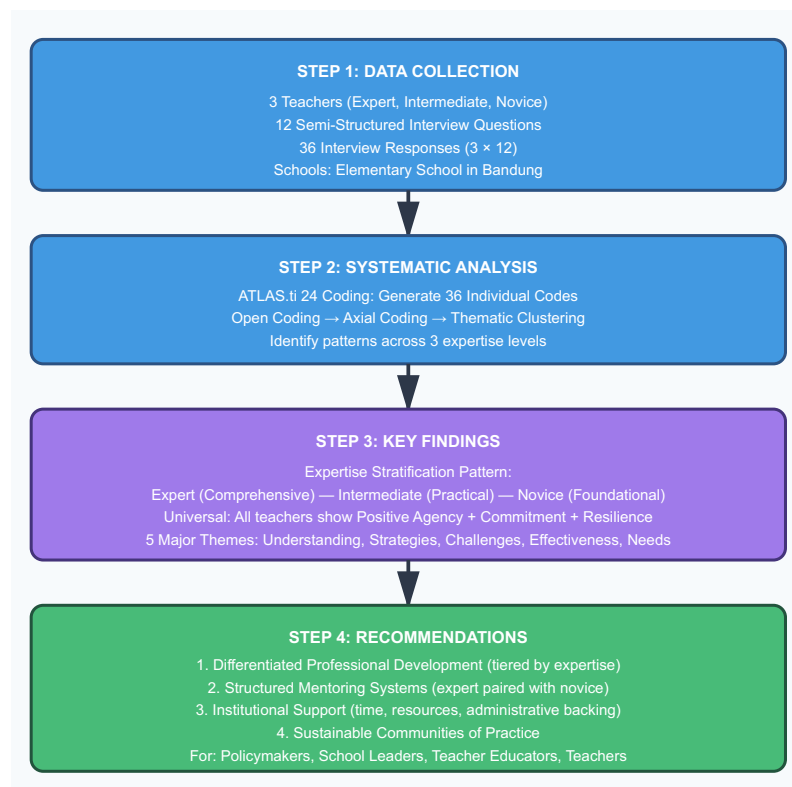 STEP 1: DATA COLLECTION
3 Teachers (Expert, Intermediate, Novice)
12 Semi-Structured Interview Questions
36 Interview Responses (3 × 12)
Schools: Elementary School in Bandung
STEP 2: SYSTEMATIC ANALYSIS
ATLAS.ti 24 Coding: Generate 36 Individual Codes
Open Coding → Axial Coding → Thematic Clustering
Identify patterns across 3 expertise levels
STEP 3: KEY FINDINGS
Expertise Stratification Pattern:
Expert (Comprehensive) — Intermediate (Practical) — Novice (Foundational)
Universal: All teachers show Positive Agency + Commitment + Resilience
5 Major Themes: Understanding, Strategies, Challenges, Effectiveness, Needs
STEP 4: RECOMMENDATIONS
1. Differentiated Professional Development (tiered by expertise)
2. Structured Mentoring Systems (expert paired with novice)
3. Institutional Support (time, resources, administrative backing)
4. Sustainable Communities of Practice
For: Policymakers, School Leaders, Teacher Educators, Teachers